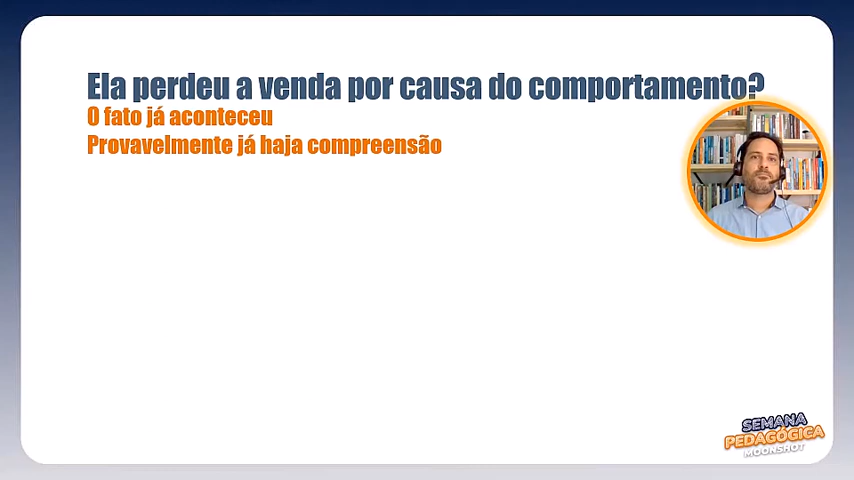 Ela perdeu a venda por causa do comportamento?
O fato já aconteceu
Provavelmente já haja compreensão
SEMANA
PEDAGÓGICA
MOONSHOT